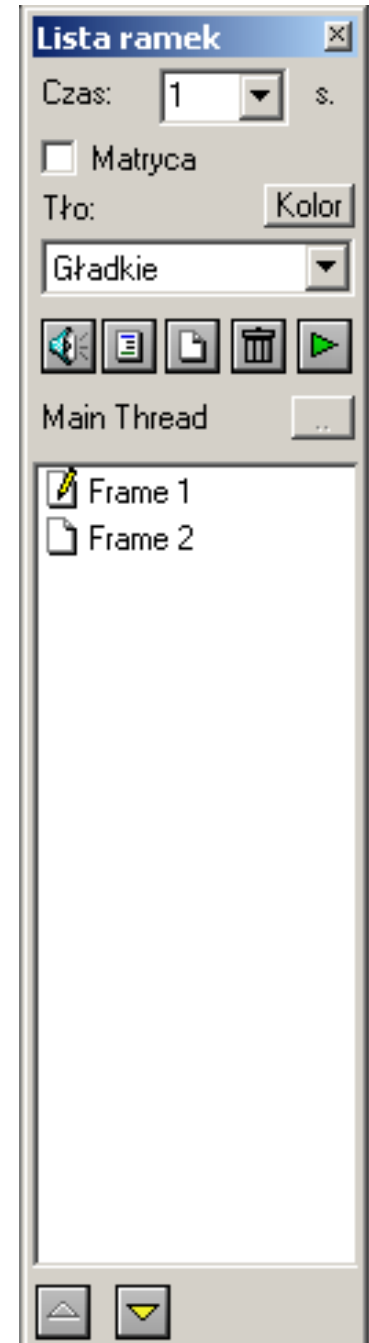 Lista ramek
Czas: 1 s.
Matryca
Tło: Kolor
Gładkie
Main Thread ..
Frame 1
Frame 2